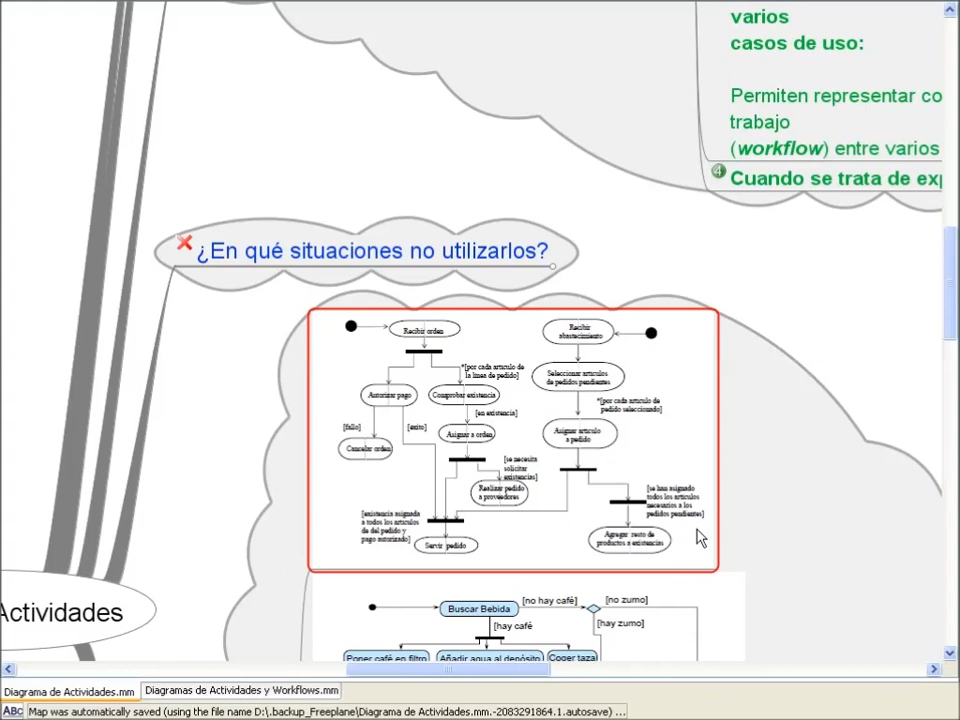 varios
casos de uso:
Permiten representar co
trabajo
(workflow) entre varios
4
Cuando se trata de exp
¿En qué situaciones no utilizarlos?
Recibir orden
Recibir
abastecimiento
*[por cada artículo de
la línea de pedido]
Seleccionar artículos
de pedidos pendientes
Autorizar pago
Comprobar existencia
*[por cada artículo de
pedido seleccionado]
[en existencia]
[fallo]
[éxito]
Asignar a orden
Asignar artículo
a pedido
Cancelar orden
[se necesita
solicitar
existencias]
Realizar pedido
a proveedores
[se han asignado
todos los artículos
necesarios a los
pedidos pendientes]
[existencia asignada
a todos los artículos
de del pedido y
pago autorizado]
Servir pedido
Agregar resto de
productos a existencias
Actividades
Buscar Bebida
[no hay café]
[no zumo]
[hay café
[hay zumo]
Poner café en filtro
Añadir agua al depósito
Coger taza
Diagrama de Actividades.mm
Diagramas de Actividades y Workflows.mm
ABC
Map was automatically saved (using the file name D:\.backup_Freeplane\Diagrama de Actividades.mm.-2083291864.1.autosave) ...